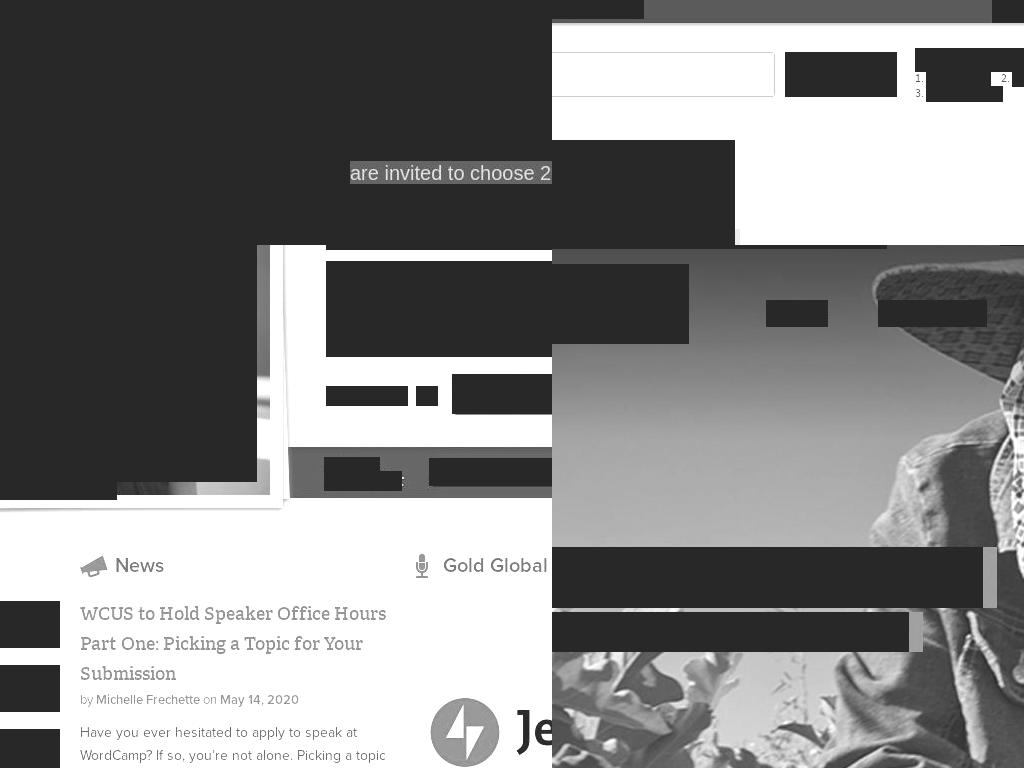 1. 2.
3.
are invited to choose 2
News
Gold Global
WCUS to Hold Speaker Office Hours
Part One: Picking a Topic for Your
Submission
by Michelle Frechette on May 14, 2020
Have you ever hesitated to apply to speak at
WordCamp? If so, you're not alone. Picking a topic
Je